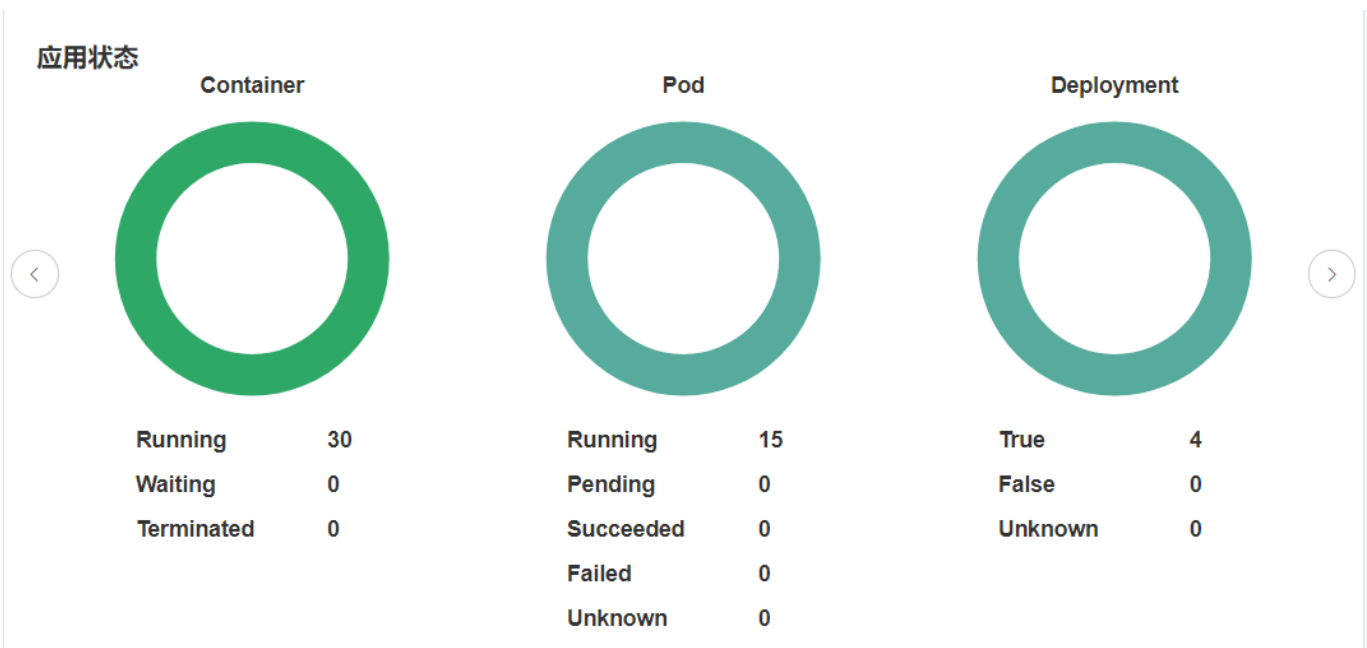 应用状态
Container
Running 30
Waiting 0
Terminated 0
Pod
Running 15
Pending 0
Succeeded 0
Failed 0
Unknown 0
Deployment
True 4
False 0
Unknown 0